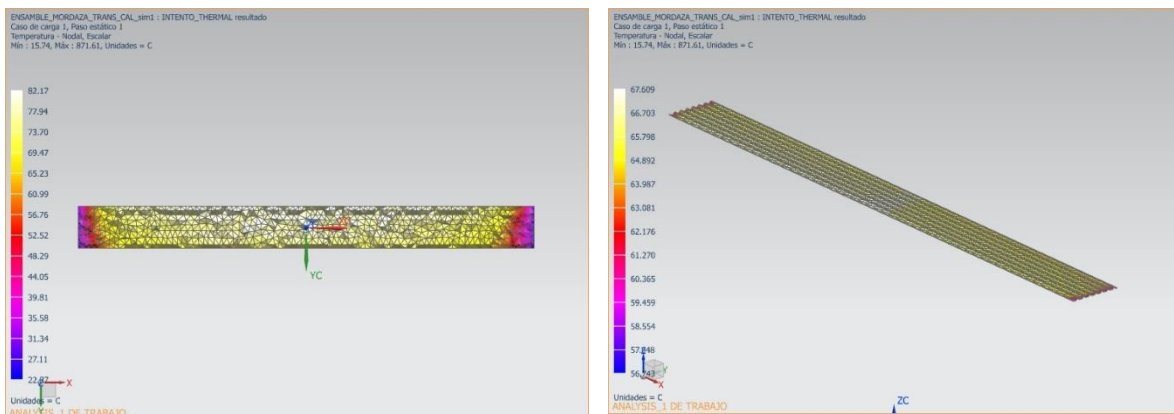 ENSAMBLE_MORDAZA_TRANS_CAL_sim1 : INTENTO_THERMAL resultado
Caso de carga 1, Paso estático 1
Temperatura - Nodal, Escalar
Mín : 15.74, Máx : 871.61, Unidades = C
82.17
77.94
73.70
69.47
65.23
60.99
56.76
52.52
48.29
44.05
39.81
35.58
31.34
27.11
YC
X
Unidades = C
ANALYSIS_1 DE TRABAJO
ENSAMBLE_MORDAZA_TRANS_CAL_sim1 : INTENTO_THERMAL resultado
Caso de carga 1, Paso estático 1
Temperatura - Nodal, Escalar
Mín : 15.74, Máx : 871.61, Unidades = C
67.609
66.703
65.798
64.892
63.987
63.081
62.176
61.270
60.365
59.459
58.554
X
Unidades = C
ZC
ANALYSIS_1 DE TRABAJO